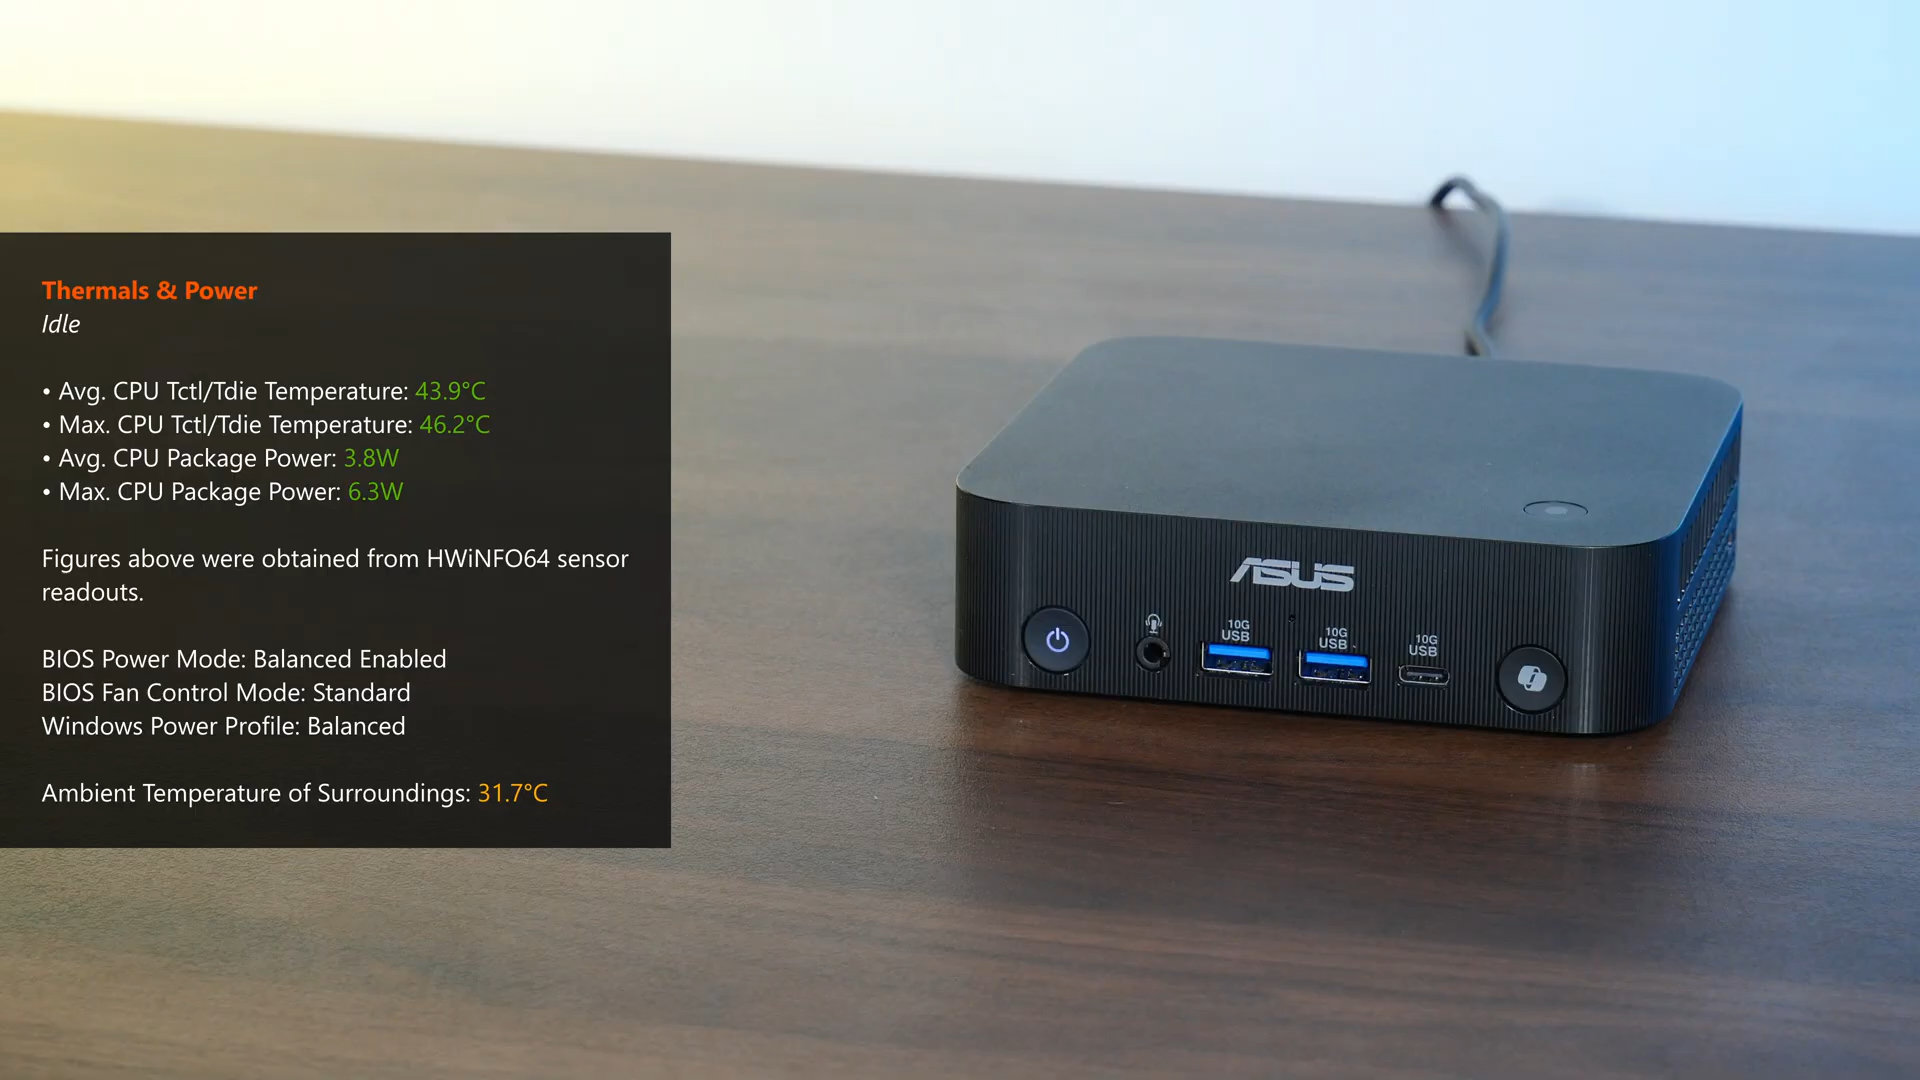 Thermals & Power
Idle
• Avg. CPU Tctl/Tdie Temperature: 43.9°C
• Max. CPU Tctl/Tdie Temperature: 46.2°C
• Avg. CPU Package Power: 3.8W
• Max. CPU Package Power: 6.3W
Figures above were obtained from HWiNFO64 sensor
readouts.
BIOS Power Mode: Balanced Enabled
BIOS Fan Control Mode: Standard
Windows Power Profile: Balanced
Ambient Temperature of Surroundings: 31.7°C
ASUS
10G
USB
10G
USB
10G
USB